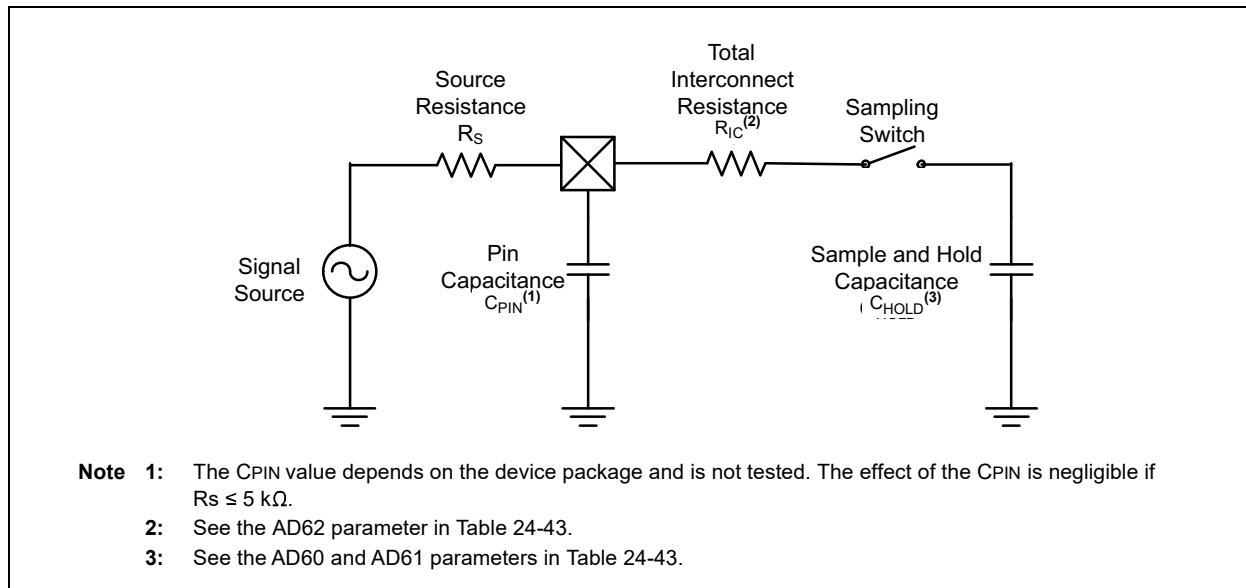 Source
Resistance
RS
Total
Interconnect
Resistance
RIC(2)
Sampling
Switch
Signal
Source
Pin
Capacitance
CPIN(1)
Sample and Hold
Capacitance
CHOLD(3)
Note 1: The CPIN value depends on the device package and is not tested. The effect of the CPIN is negligible if
Rs ≤ 5 kΩ.
2: See the AD62 parameter in Table 24-43.
3: See the AD60 and AD61 parameters in Table 24-43.